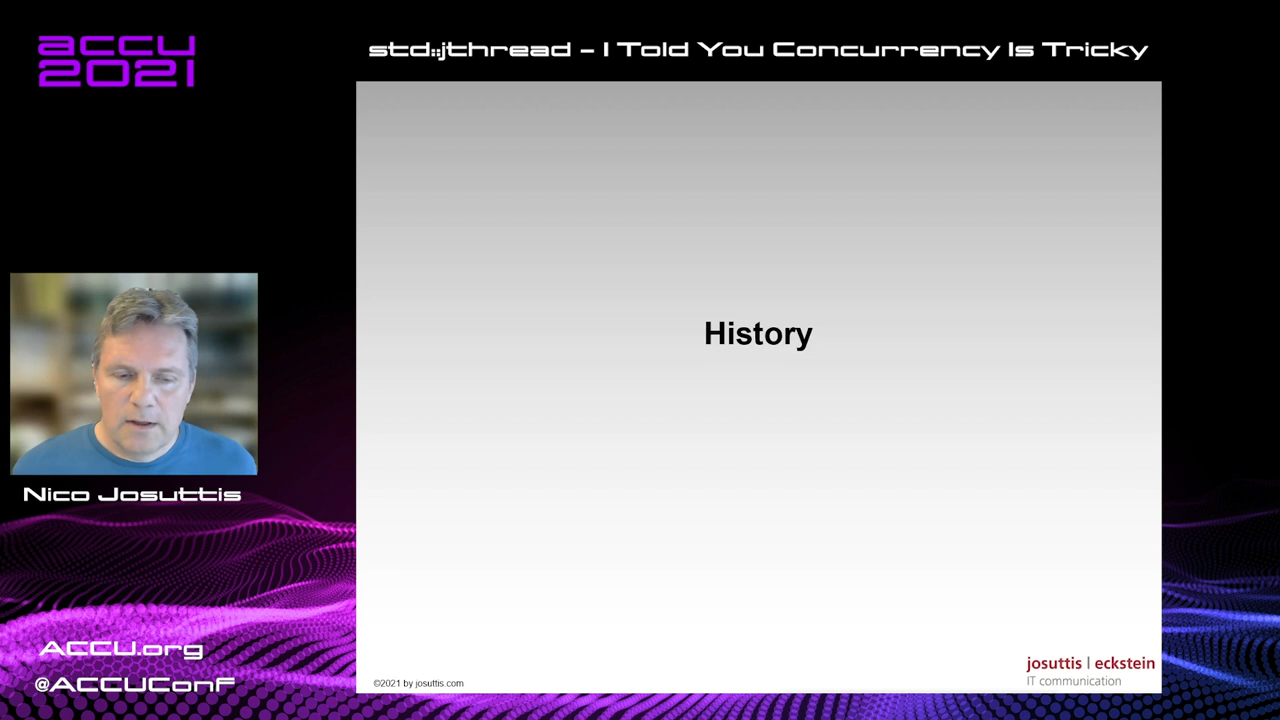 accu
2021
std::jthread – I Told You Concurrency Is Tricky
History
Nico Josuttis
ACCU.org
@ACCUConf
©2021 by josuttis.com
josuttis | eckstein
IT communication